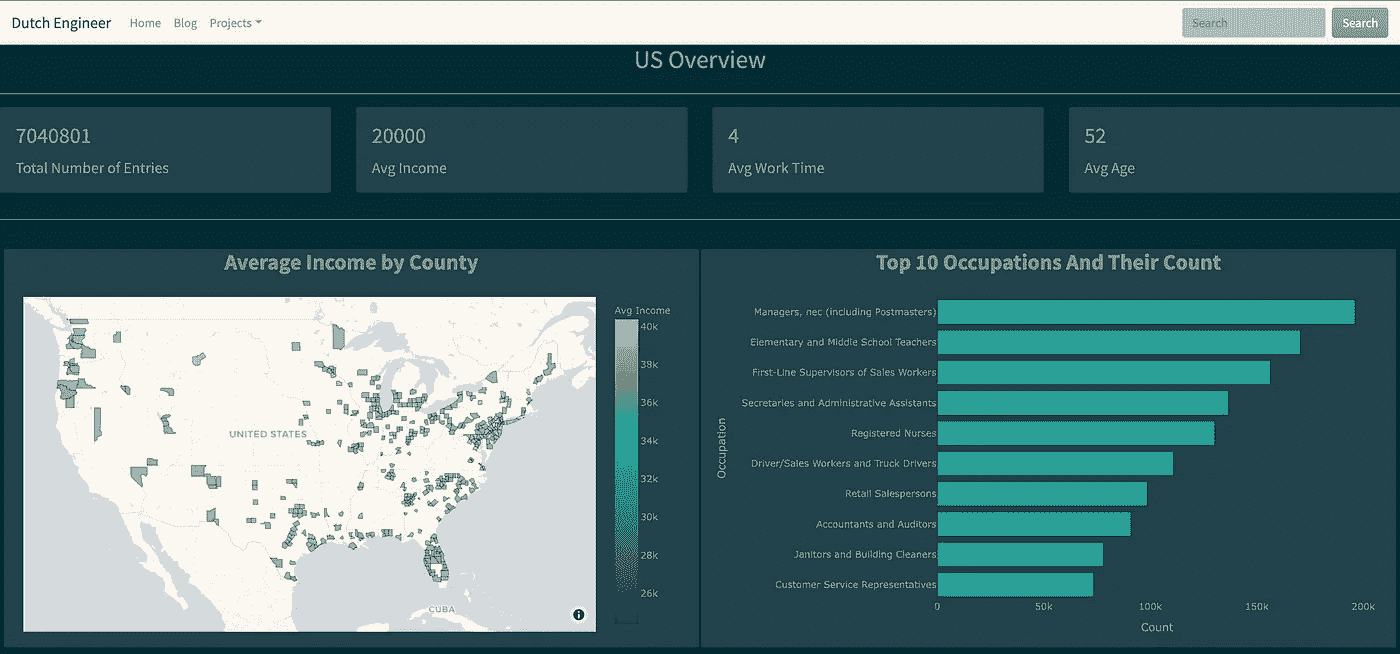 Dutch Engineer Home Blog Projects Search Search
US Overview
7040801
Total Number of Entries
20000
Avg Income
4
Avg Work Time
52
Avg Age
Average Income by County
UNITED STATES
CUBA
Avg Income
40k
38k
36k
34k
32k
30k
28k
26k
Top 10 Occupations And Their Count
Occupation
Managers, nec (including Postmasters)
Elementary and Middle School Teachers
First-Line Supervisors of Sales Workers
Secretaries and Administrative Assistants
Registered Nurses
Driver/Sales Workers and Truck Drivers
Retail Salespersons
Accountants and Auditors
Janitors and Building Cleaners
Customer Service Representatives
0 50k 100k 150k 200k
Count